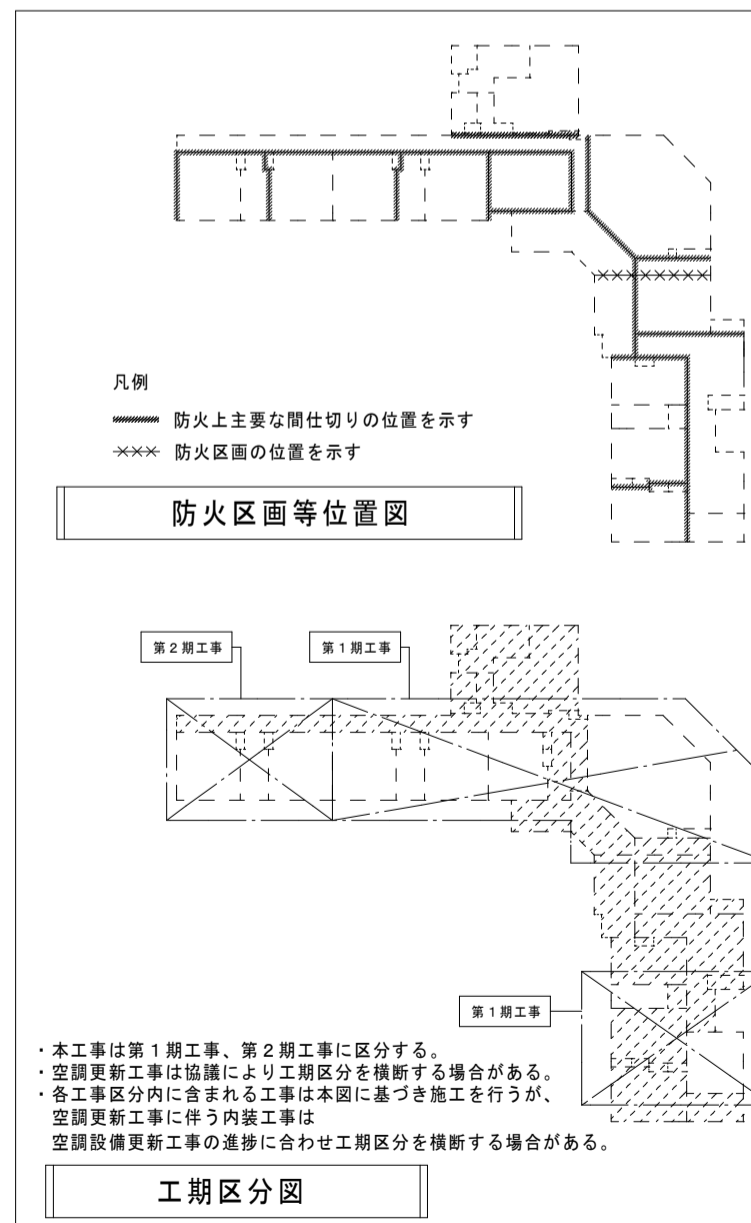 凡例
防火上主要な間仕切りの位置を示す
防火区画の位置を示す
防火区画等位置図
第2期工事
第1期工事
第1期工事
・本工事は第1期工事、第2期工事に区分する。
・空調更新工事は協議により工期区分を横断する場合がある。
・各工事区分内に含まれる工事は本図に基づき施工を行うが、
空調更新工事に伴う内装工事は
空調設備更新工事の進捗に合わせ工期区分を横断する場合がある。
工期区分図